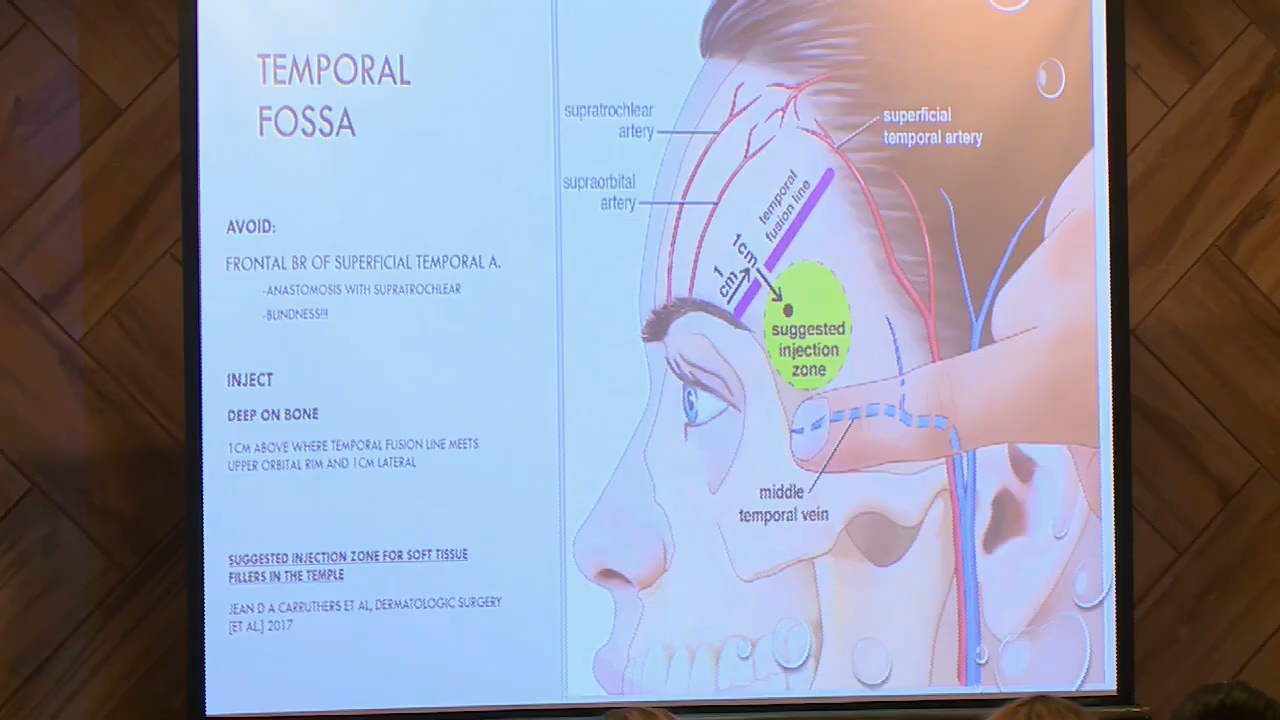 TEMPORAL
FOSSA
AVOID:
FRONTAL BR OF SUPERFICIAL TEMPORAL A.
-ANASTOMOSIS WITH SUPRATROCHLEAR
-BLINDNESS!!!
INJECT
DEEP ON BONE
1CM ABOVE WHERE TEMPORAL FUSION LINE MEETS
UPPER ORBITAL RIM AND 1CM LATERAL
SUGGESTED INJECTION ZONE FOR SOFT TISSUE
FILLERS IN THE TEMPLE
JEAN D A CARRUTHERS ET AL, DERMATOLOGIC SURGERY
[ET AL.] 2017
supratrochlear
artery
supraorbital
artery
superficial
temporal artery
temporal
fusion line
1cm
1
cm
suggested
injection
zone
middle
temporal vein